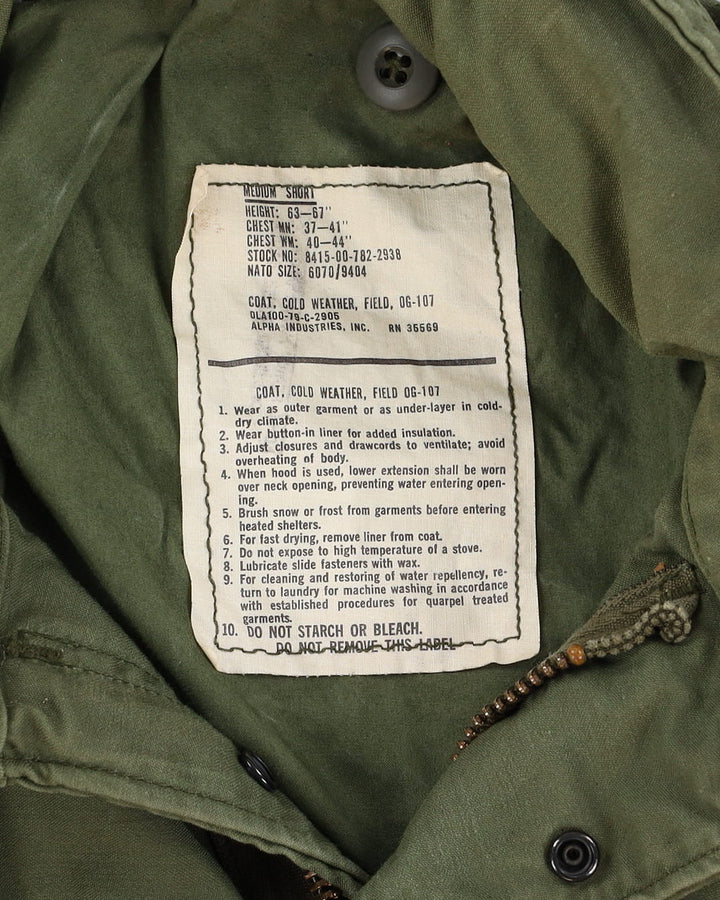 MEDIUM SHORT
HEIGHT: 63—67"
CHEST MN: 37—41"
CHEST WM: 40—44"
STOCK NO: 8415-00-782-2938
NATO SIZE: 6070/9404
COAT, COLD WEATHER, FIELD, OG-107
DLA100-79-C-2905
ALPHA INDUSTRIES, INC. RN 35569
COAT, COLD WEATHER, FIELD OG-107
1. Wear as outer garment or as under-layer in cold-
dry climate.
2. Wear button-in liner for added insulation.
3. Adjust closures and drawcords to ventilate; avoid
overheating of body.
4. When hood is used, lower extension shall be worn
over neck opening, preventing water entering open-
ing.
5. Brush snow or frost from garments before entering
heated shelters.
6. For fast drying, remove liner from coat.
7. Do not expose to high temperature of a stove.
8. Lubricate slide fasteners with wax.
9. For cleaning and restoring of water repellency, re-
turn to laundry for machine washing in accordance
with established procedures for quarpel treated
garments.
10. DO NOT STARCH OR BLEACH.
DO NOT REMOVE THIS LABEL